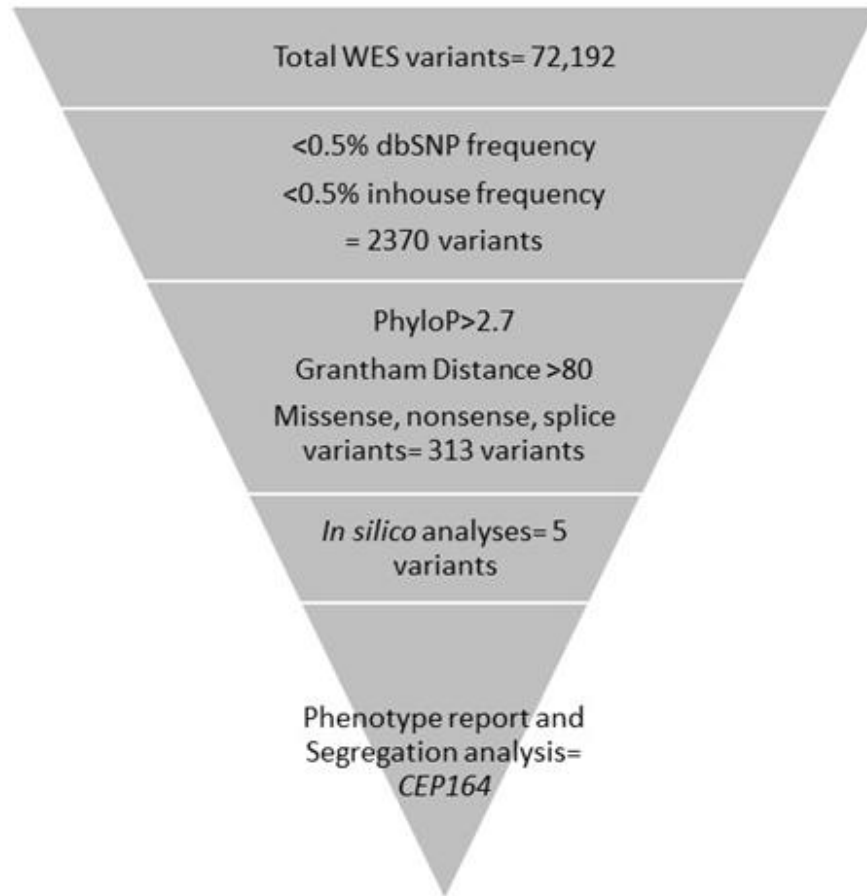 Total WES variants= 72,192
<0.5% dbSNP frequency
<0.5% inhouse frequency
= 2370 variants
PhyloP>2.7
Grantham Distance >80
Missense, nonsense, splice
variants= 313 variants
In silico analyses= 5
variants
Phenotype report and
Segregation analysis=
CEP164